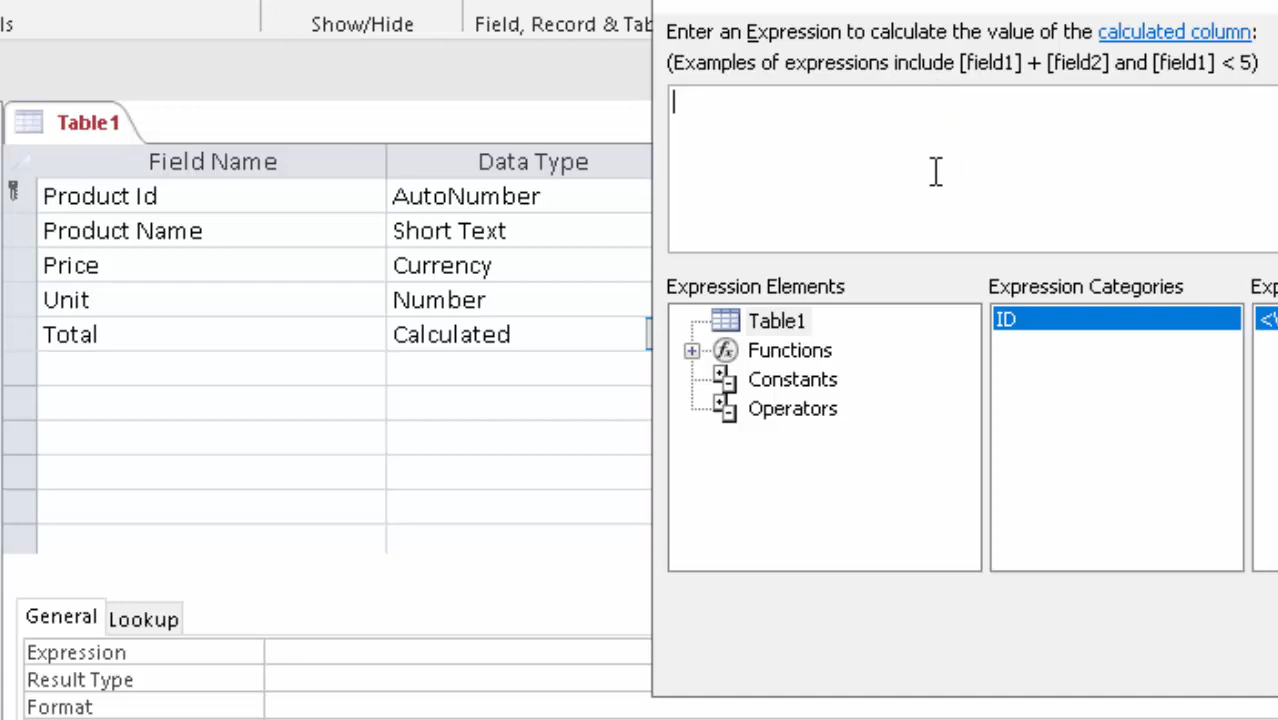 ls
Show/Hide
Field, Record & Tab
Table1
Field Name Data Type
Product Id AutoNumber
Product Name Short Text
Price Currency
Unit Number
Total Calculated
General Lookup
Expression
Result Type
Format
Enter an Expression to calculate the value of the calculated column:
(Examples of expressions include [field1] + [field2] and [field1] < 5)
Expression Elements
Table1
Functions
Constants
Operators
Expression Categories
ID
Exp